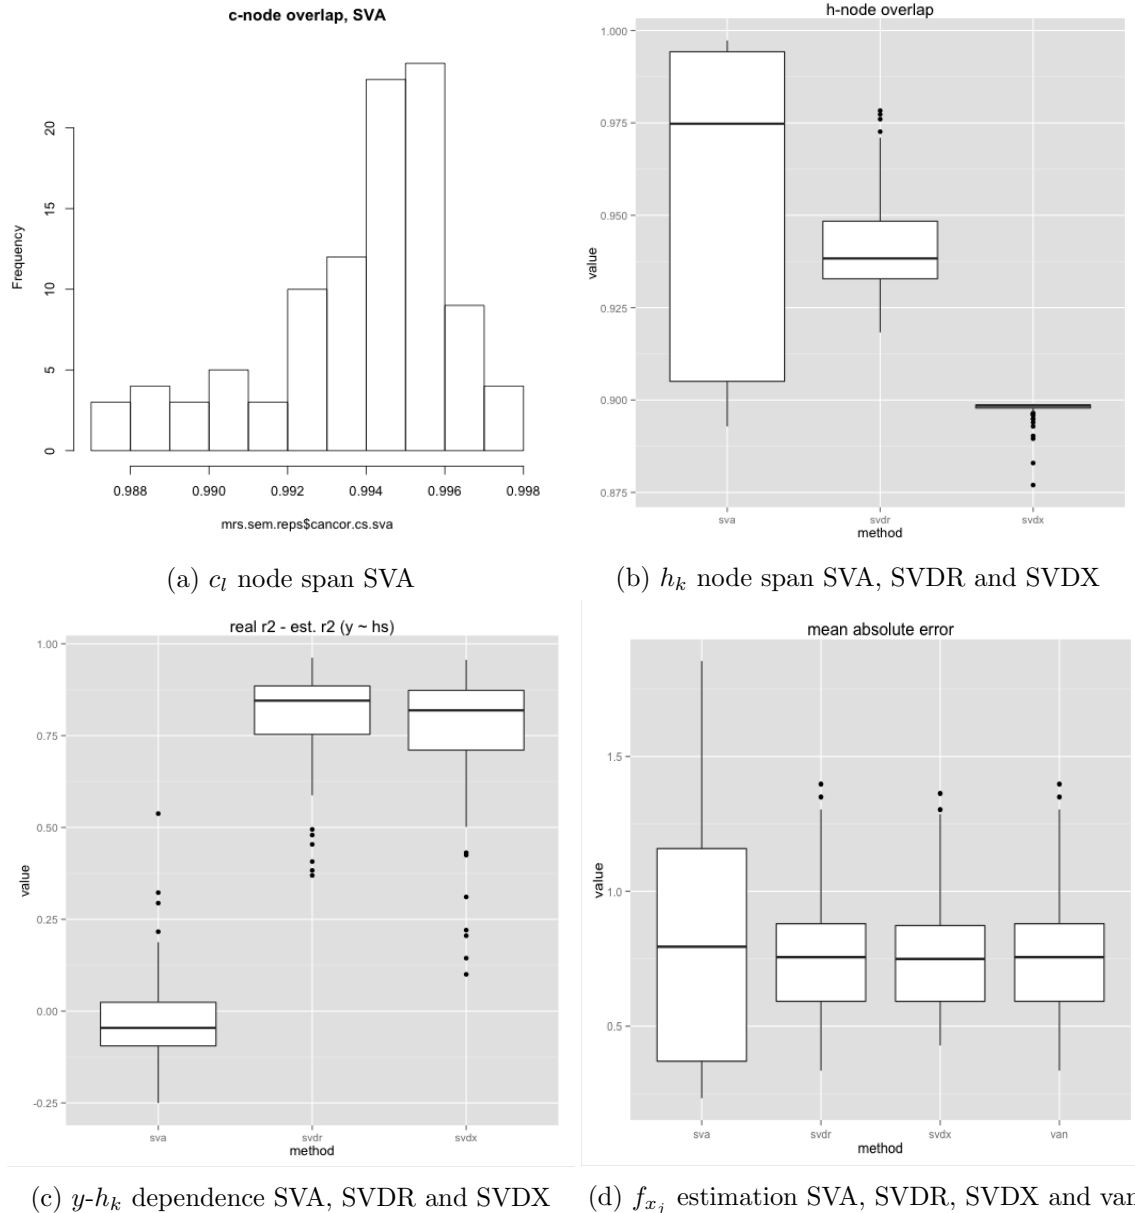 c-node overlap, SVA
Frequency
0
5
10
15
20
0.988 0.990 0.992 0.994 0.996 0.998
mrs.sem.reps$cancor.cs.sva
(a) c_l node span SVA
h-node overlap
value
1.000
0.975
0.950
0.925
0.900
0.875
sva svdr svdx
method
(b) h_k node span SVA, SVDR and SVDX
real r2 - est. r2 (y ~ hs)
value
1.00
0.75
0.50
0.25
0.00
-0.25
sva svdr svdx
method
(c) y-h_k dependence SVA, SVDR and SVDX
mean absolute error
value
1.5
1.0
0.5
sva svdr svdx van
method
(d) f_{x_j} estimation SVA, SVDR, SVDX and van